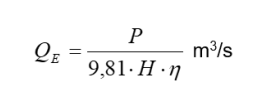 Q_E = P / (9,81 · H · η) m³/s